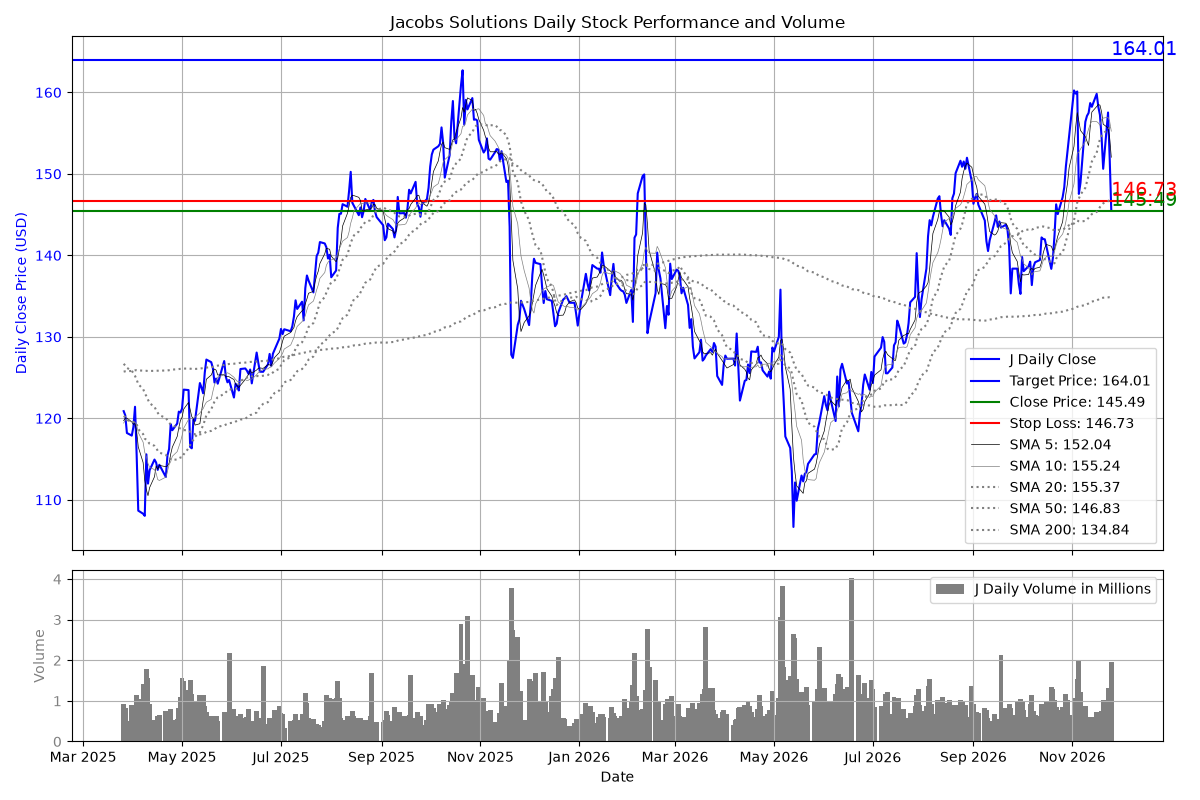 Jacobs Solutions Daily Stock Performance and Volume
164.01
160
150
146.73
145.49
140
130
120
110
Daily Close Price (USD)
J Daily Close
Target Price: 164.01
Close Price: 145.49
Stop Loss: 146.73
SMA 5: 152.04
SMA 10: 155.24
SMA 20: 155.37
SMA 50: 146.83
SMA 200: 134.84
4
3
2
1
0
Volume
J Daily Volume in Millions
Mar 2025 May 2025 Jul 2025 Sep 2025 Nov 2025 Jan 2026 Mar 2026 May 2026 Jul 2026 Sep 2026 Nov 2026
Date